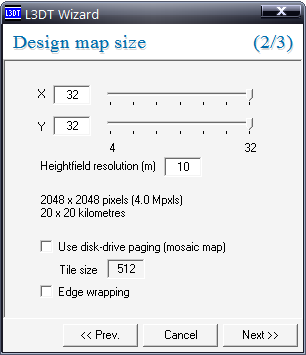 L3DT L3DT Wizard
Design map size (2/3)
X 32
Y 32
4 32
Heightfield resolution (m) 10
2048 x 2048 pixels (4.0 Mpxls)
20 x 20 kilometres
Use disk-drive paging (mosaic map)
Tile size 512
Edge wrapping
<< Prev. Cancel Next >>